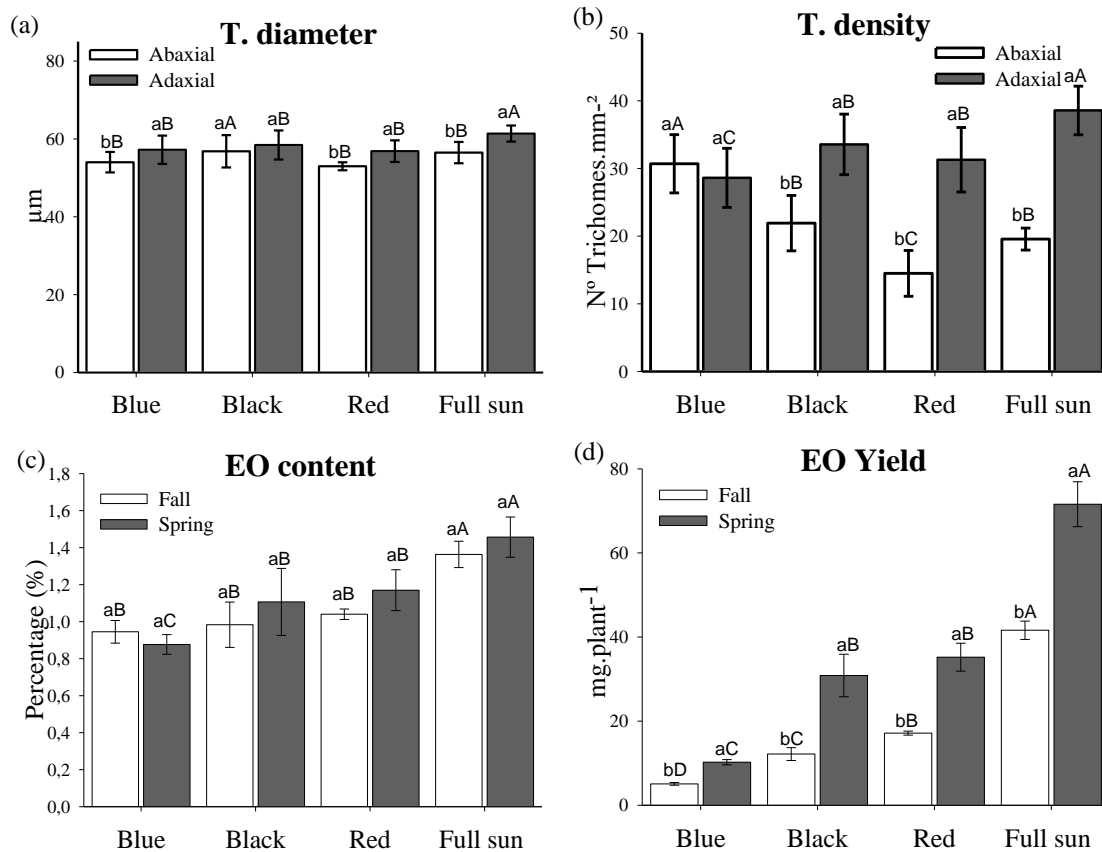 (a)
T. diameter
Abaxial
Adaxial
80
60
40
20
0
µm
bB
aB
aA
aB
bB
aB
bB
aA
Blue
Black
Red
Full sun
(b)
T. density
Abaxial
Adaxial
50
40
30
20
10
0
Nº Trichomes.mm-²
aA
aC
bB
aB
bC
aB
bB
aA
Blue
Black
Red
Full sun
(c)
EO content
Fall
Spring
1,8
1,6
1,4
1,2
1,0
0,8
0,6
0,4
0,2
0,0
Percentage (%)
aB
aC
aB
aB
aB
aB
aA
aA
Blue
Black
Red
Full sun
(d)
EO Yield
Fall
Spring
80
60
40
20
0
mg.plant-1
bD
aC
bC
aB
bB
aB
bA
aA
Blue
Black
Red
Full sun